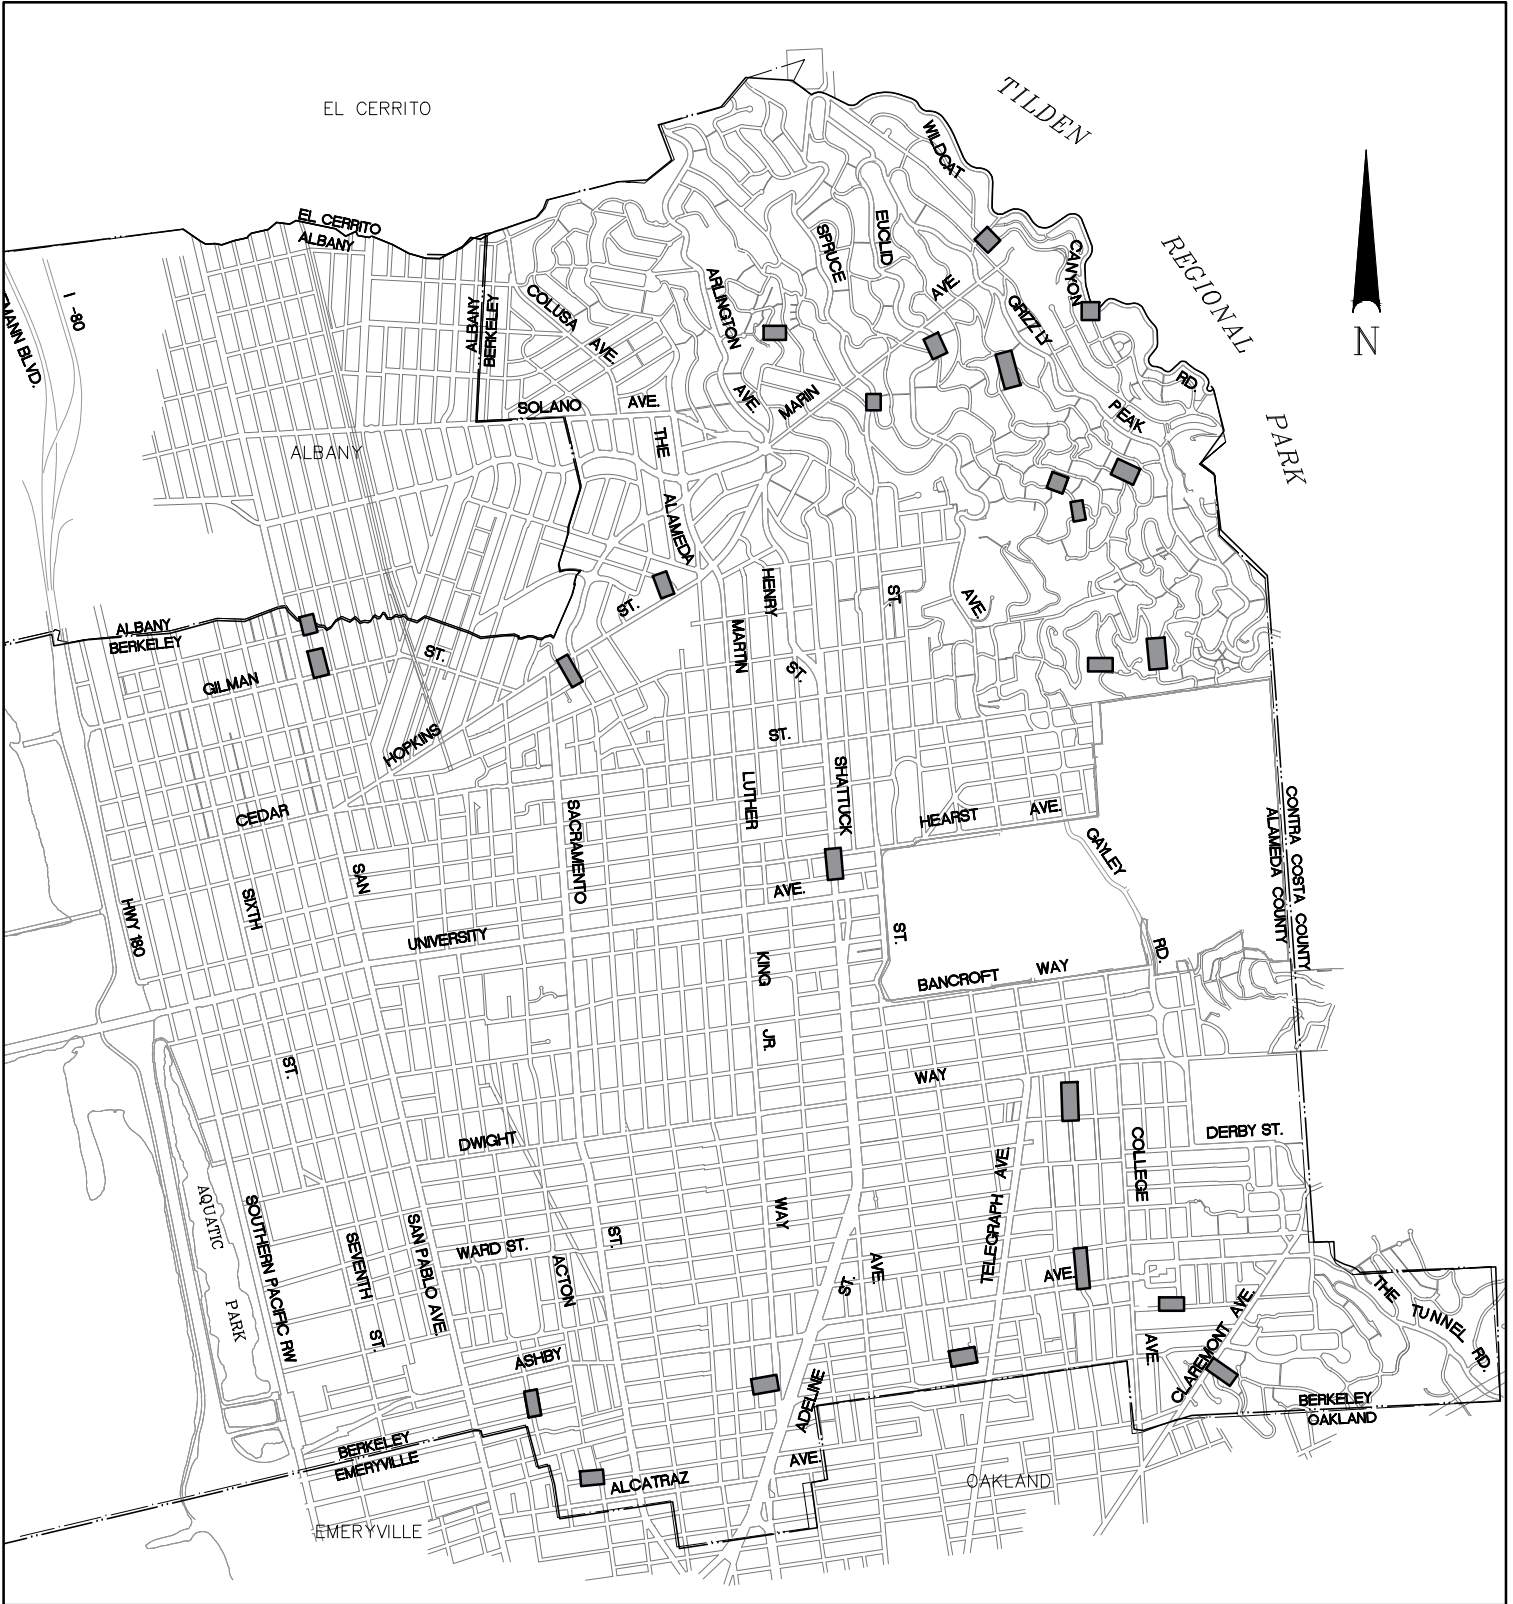 EL CERRITO
TILDEN
WILDCAT
EL CERRITO
ALBANY
SPRUCE
EUCLID
CANYON
REGIONAL
I -80
EMANN BLVD.
ALBANY
BERKELEY
COLUSA
AVE.
ARLINGTON
AVE.
AVE.
GRIZZLY
N
SOLANO
AVE.
MARIN
RD.
PEAK
PARK
ALBANY
THE
ALAMEDA
ALBANY
BERKELEY
ST.
HENRY
ST.
AVE.
GILMAN
ST.
MARTIN
ST.
HOPKINS
ST.
CEDAR
SACRAMENTO
LUTHER
SHATTUCK
HEARST
AVE.
GAYLEY
CONTRA COSTA COUNTY
ALAMEDA COUNTY
SAN
SIXTH
HWY 180
AVE.
UNIVERSITY
KING
ST.
BANCROFT
WAY
RD.
ST.
JR.
WAY
DWIGHT
COLLEGE
DERBY ST.
AQUATIC
PARK
SOUTHERN PACIFIC RW
SEVENTH
ST.
SAN PABLO AVE.
WARD ST.
ACTON
ST.
WAY
ST.
AVE.
TELEGRAPH AVE.
AVE.
THE TUNNEL RD.
ASHBY
ADELINE
AVE.
CLAREMONT AVE.
BERKELEY
OAKLAND
BERKELEY
EMERYVILLE
ALCATRAZ
AVE.
OAKLAND
EMERYVILLE